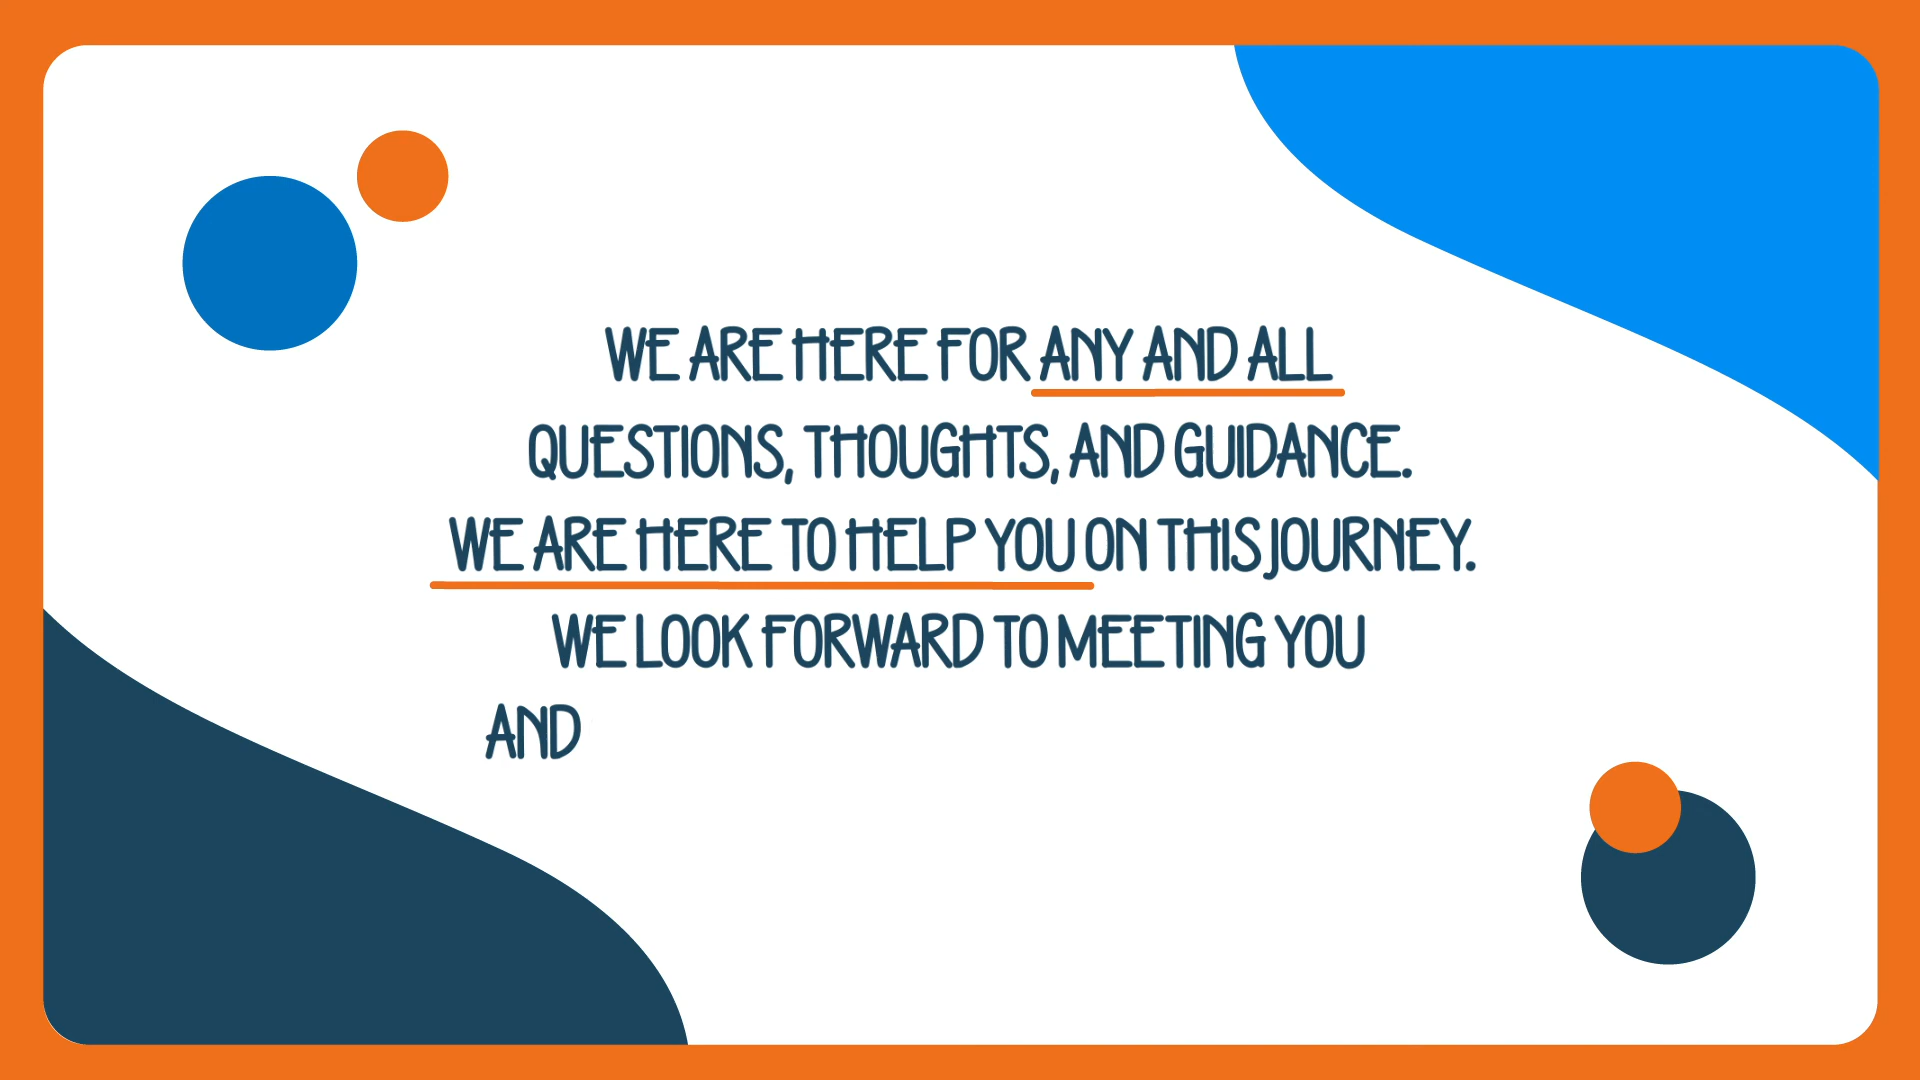 WE ARE HERE FOR ANY AND ALL
QUESTIONS, THOUGHTS, AND GUIDANCE.
WE ARE HERE TO HELP YOU ON THIS JOURNEY.
WE LOOK FORWARD TO MEETING YOU
AND